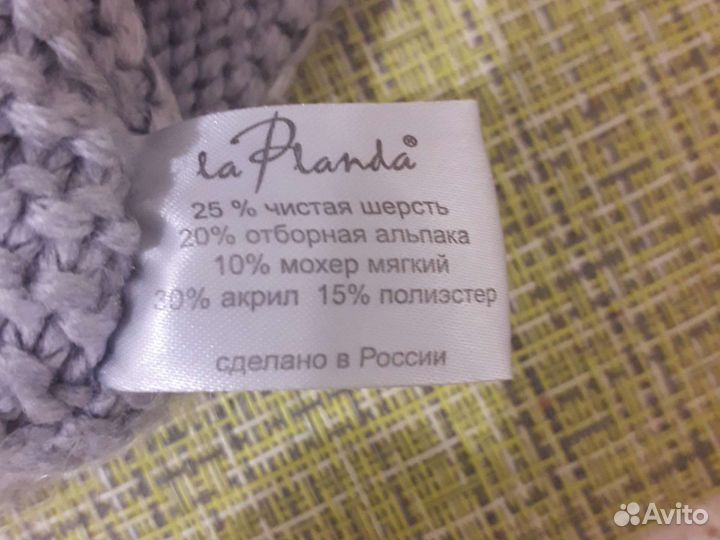 la Planda®
25 % чистая шерсть
20% отборная альпака
10% мохер мягкий
30% акрил 15% полиэстер
сделано в России
Avito